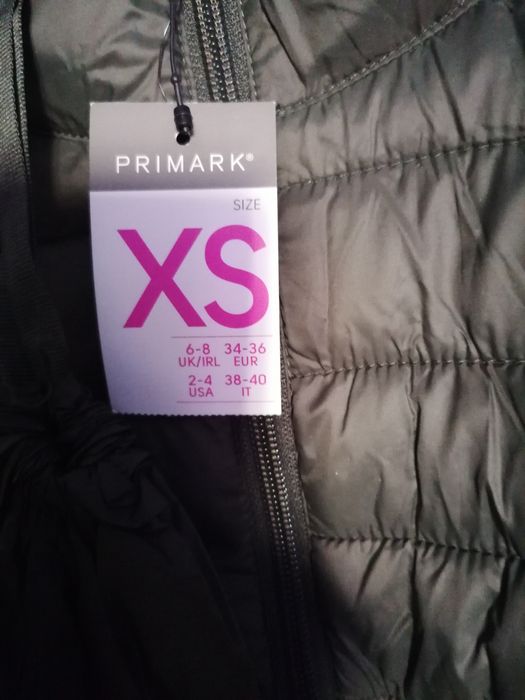 PRIMARK®
SIZE
XS
6-8 34-36
UK/IRL EUR
2-4 38-40
USA IT